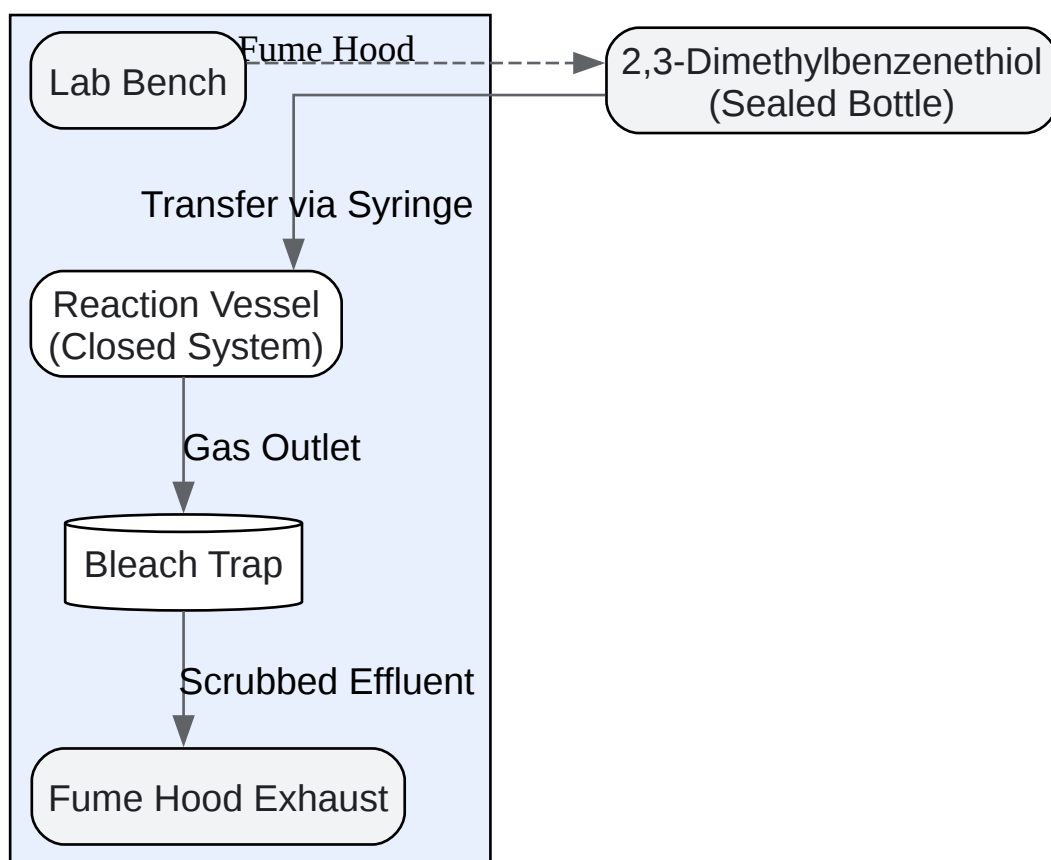 Fume Hood
Lab Bench
2,3-Dimethylbenzenethiol
(Sealed Bottle)
Transfer via Syringe
Reaction Vessel
(Closed System)
Gas Outlet
Bleach Trap
Scrubbed Effluent
Fume Hood Exhaust